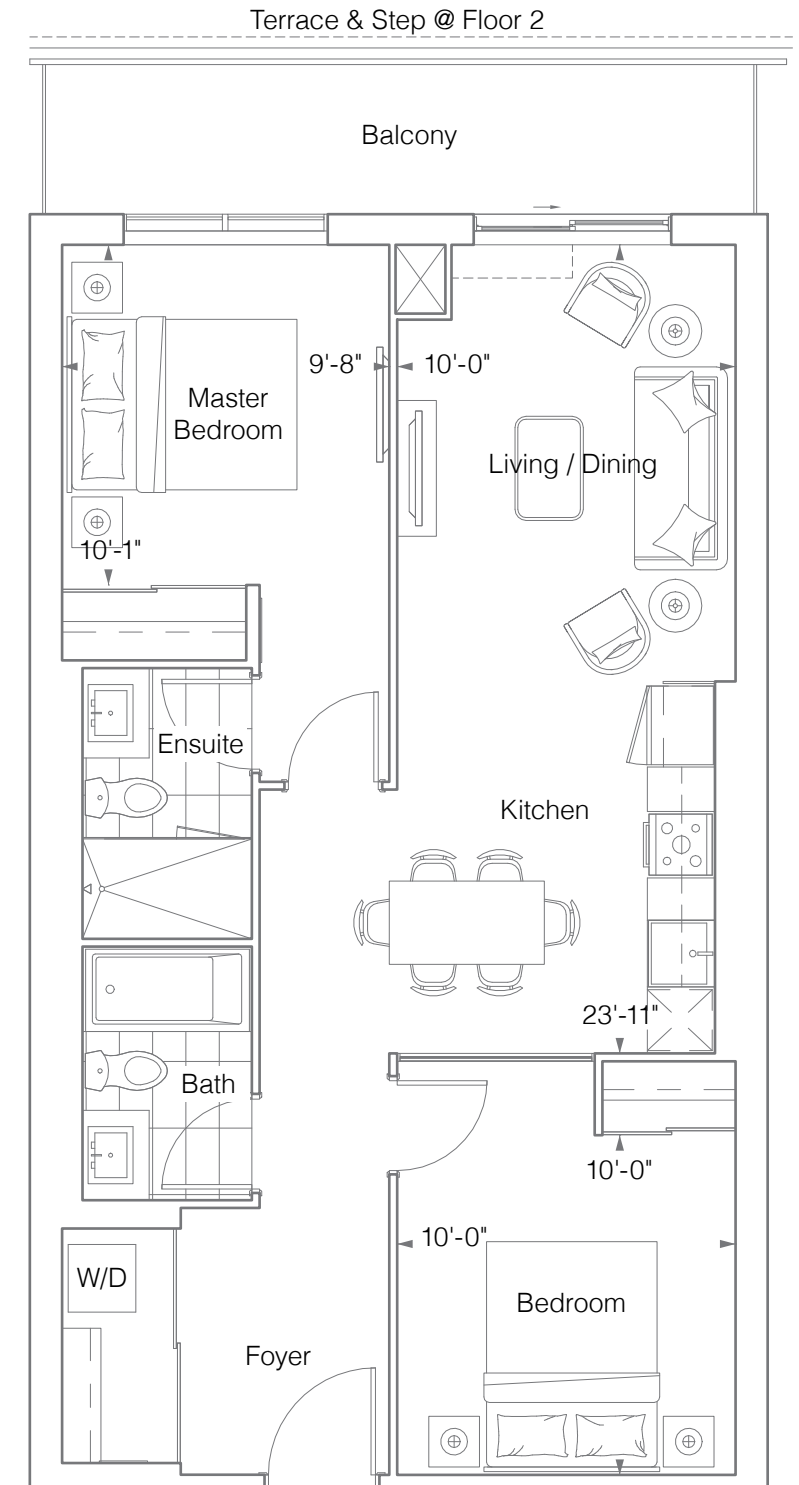 Terrace & Step @ Floor 2
Balcony
9'-8"
10'-0"
Master
Bedroom
Living / Dining
10'-1"
Ensuite
Kitchen
23'-11"
Bath
10'-0"
10'-0"
W/D
Bedroom
Foyer